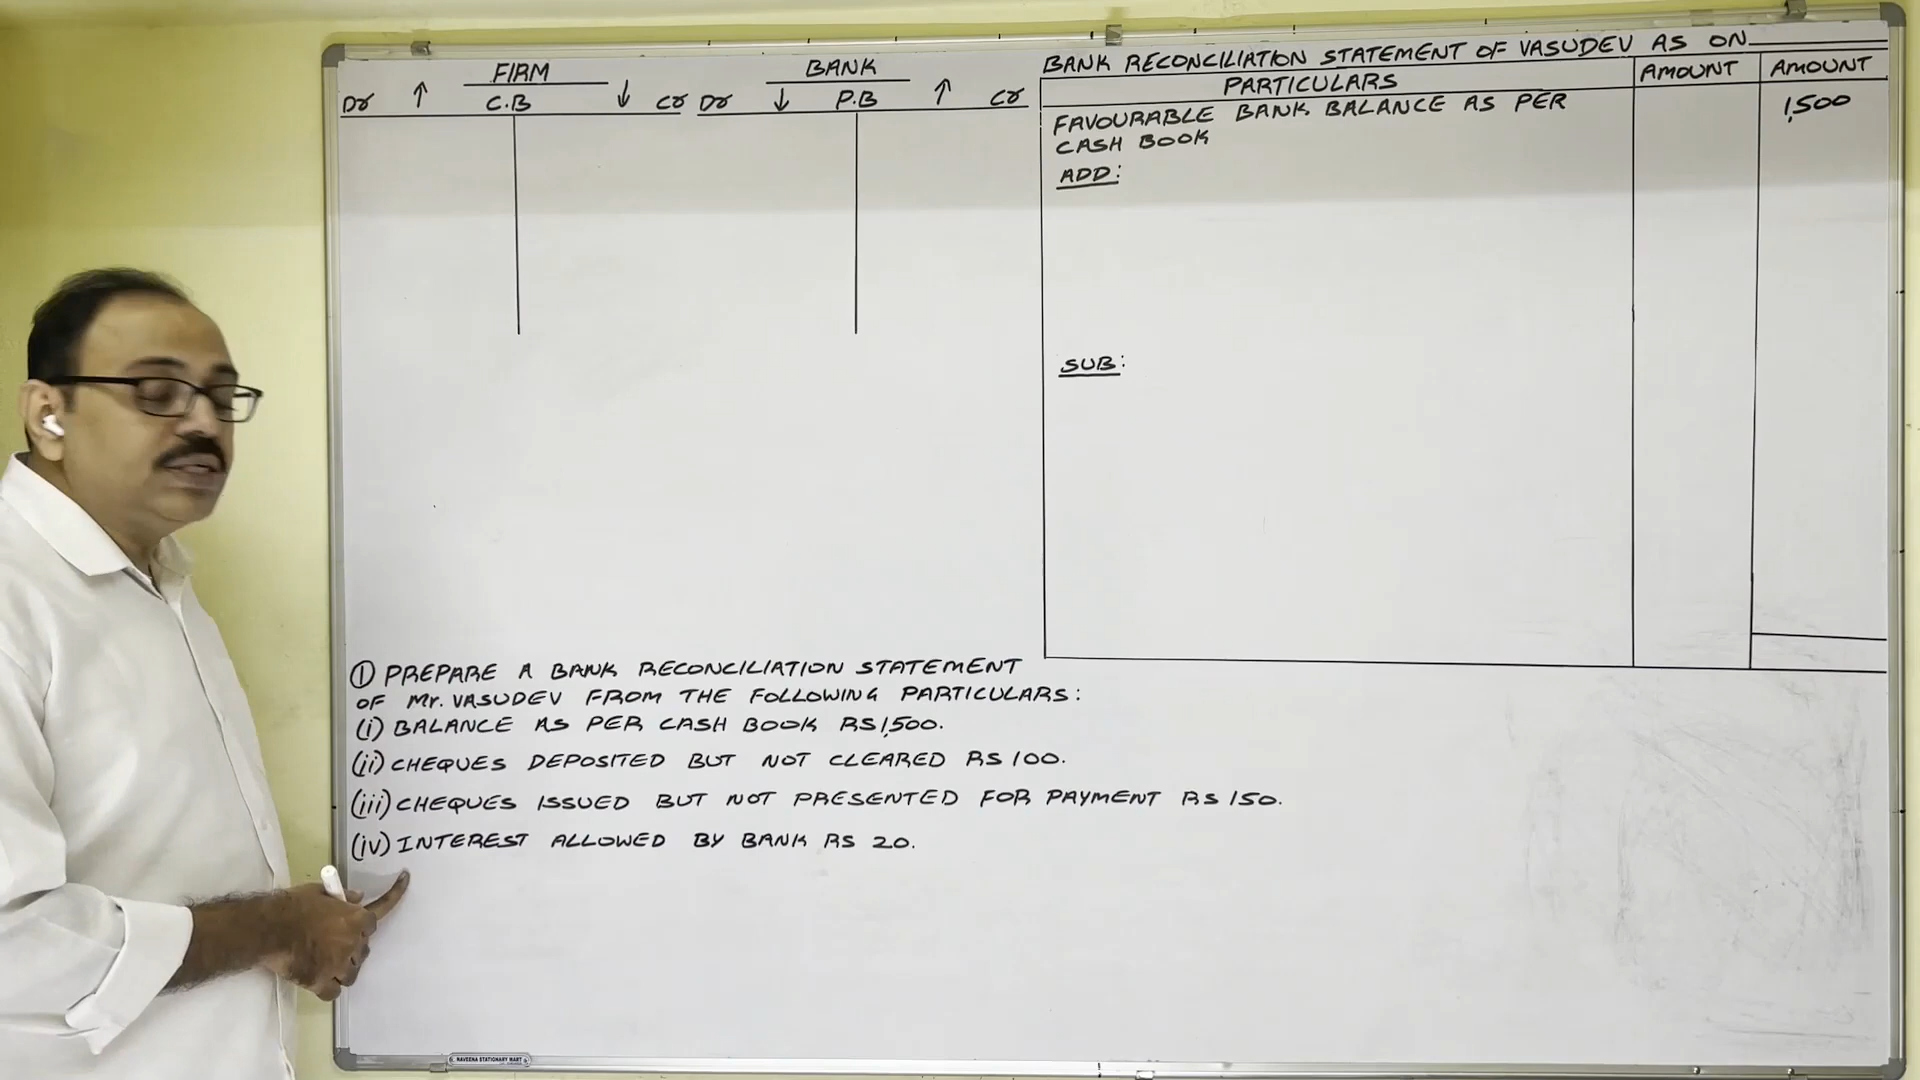 FIRM
Dr ↑ C.B ↓ Cr
BANK
Dr ↓ P.B ↑ Cr
BANK RECONCILIATION STATEMENT OF VASUDEV AS ON
PARTICULARS AMOUNT AMOUNT
FAVOURABLE BANK BALANCE AS PER 1,500
CASH BOOK
ADD:
SUB:
① PREPARE A BANK RECONCILIATION STATEMENT
OF Mr. VASUDEV FROM THE FOLLOWING PARTICULARS:
(i) BALANCE AS PER CASH BOOK RS 1,500.
(ii) CHEQUES DEPOSITED BUT NOT CLEARED RS 100.
(iii) CHEQUES ISSUED BUT NOT PRESENTED FOR PAYMENT RS 150.
(iv) INTEREST ALLOWED BY BANK RS 20.
NAVEENA STATIONARY MART